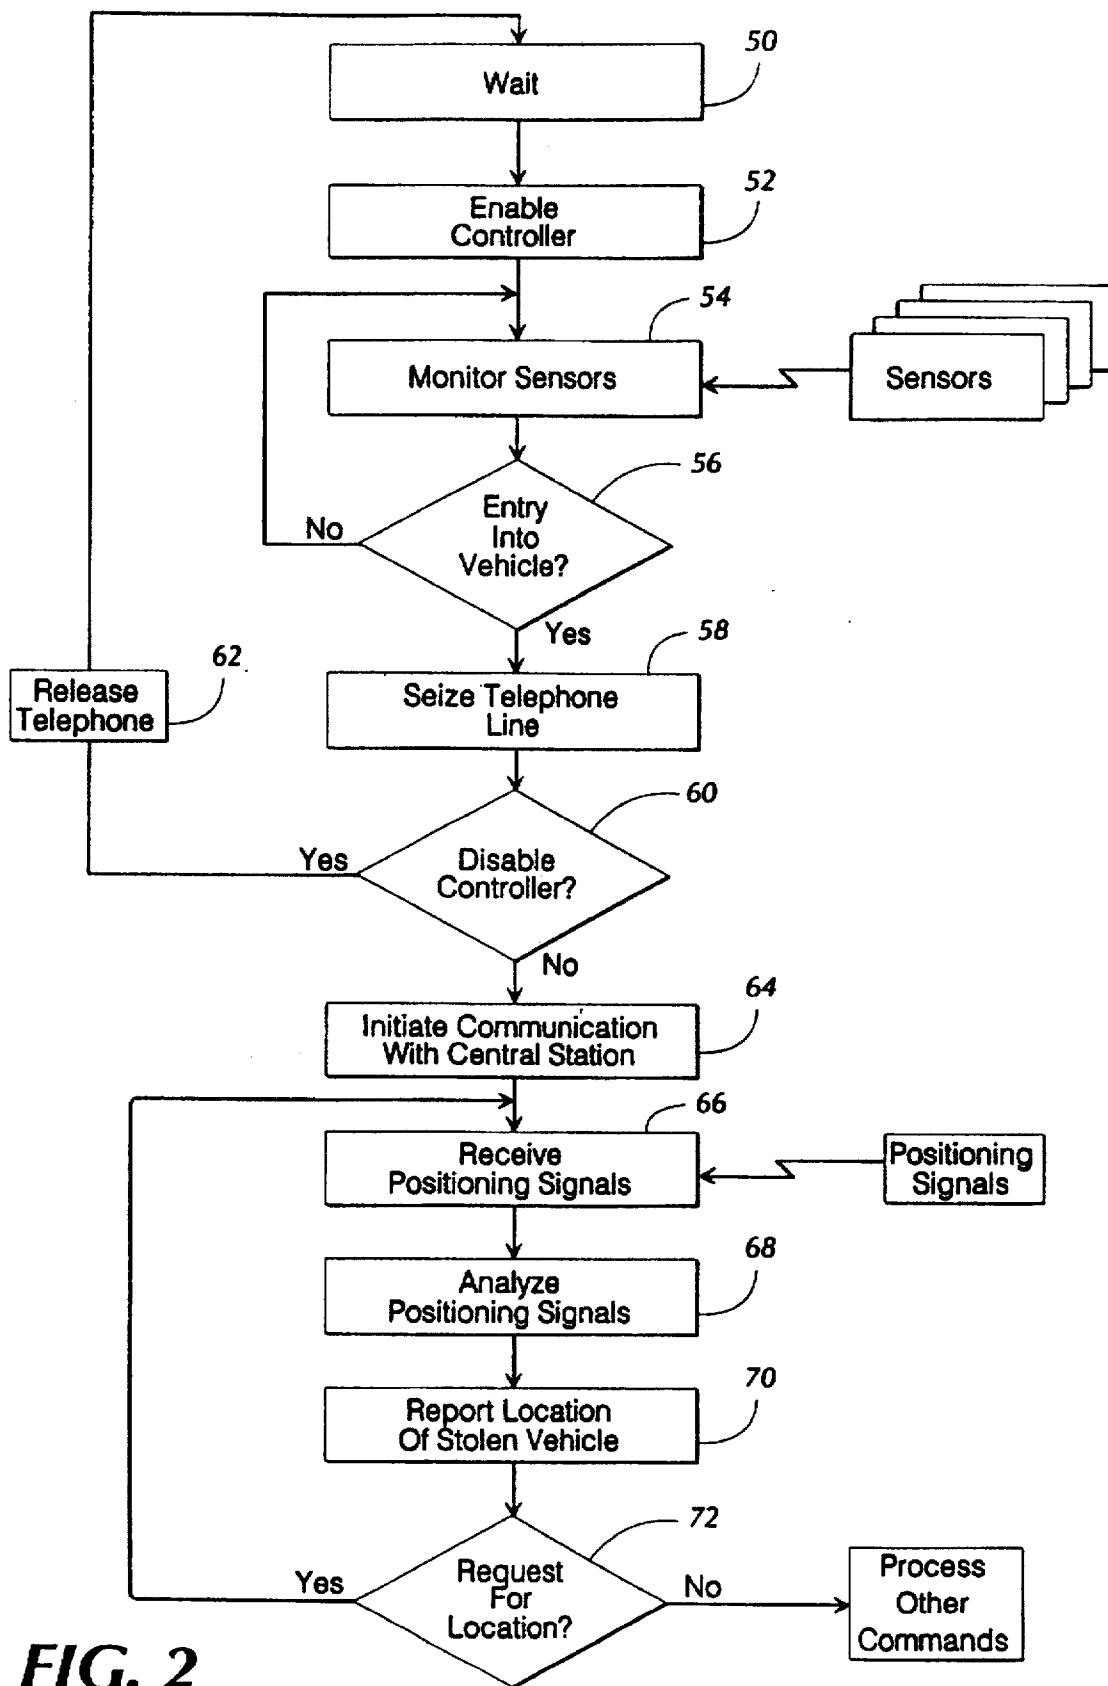 50
Wait
52
Enable
Controller
54
Monitor Sensors
Sensors
56
Entry
Into
Vehicle?
No
Yes
58
62
Release
Telephone
Seize Telephone
Line
60
Disable
Controller?
Yes
No
64
Initiate Communication
With Central Station
66
Receive
Positioning Signals
Positioning
Signals
68
Analyze
Positioning Signals
70
Report Location
Of Stolen Vehicle
72
Request
For
Location?
Yes
No
Process
Other
Commands
FIG. 2